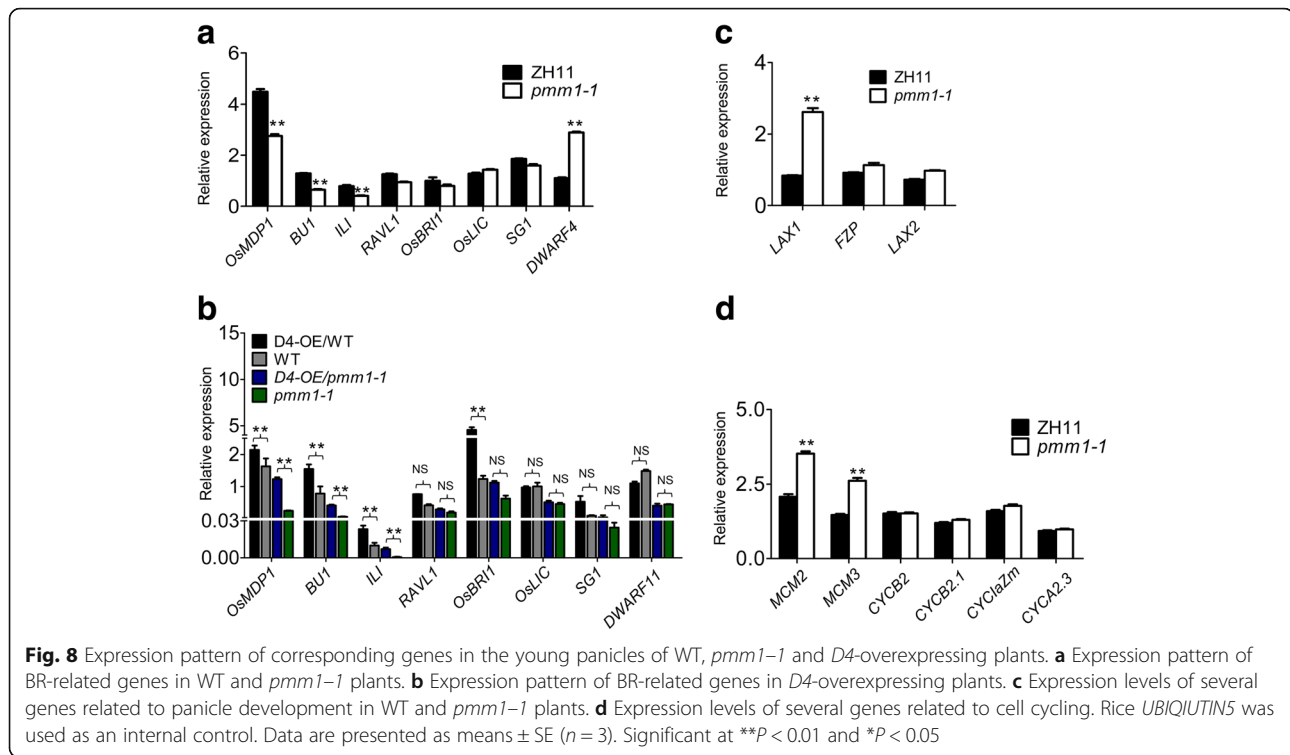 a
6
4
2
0
Relative expression
ZH11
pmm1-1
**
**
**
**
OsMDP1
BU1
ILI
RAVL1
OsBRI1
OsLIC
SG1
DWARF4
c
4
2
0
Relative expression
ZH11
pmm1-1
**
LAX1
FZP
LAX2
b
15
10
5
2
1
0.03
0.00
Relative expression
D4-OE/WT
WT
D4-OE/pmm1-1
pmm1-1
**
**
**
**
**
**
NS
NS
**
NS
NS
NS
NS
NS
NS
NS
OsMDP1
BU1
ILI
RAVL1
OsBRI1
OsLIC
SG1
DWARF11
d
5.0
2.5
0.0
Relative expression
ZH11
pmm1-1
**
**
MCM2
MCM3
CYCB2
CYCB2.1
CYCIaZm
CYCA2.3
Fig. 8 Expression pattern of corresponding genes in the young panicles of WT, pmm1–1 and D4-overexpressing plants. a Expression pattern of
BR-related genes in WT and pmm1–1 plants. b Expression pattern of BR-related genes in D4-overexpressing plants. c Expression levels of several
genes related to panicle development in WT and pmm1–1 plants. d Expression levels of several genes related to cell cycling. Rice UBIQIUTIN5 was
used as an internal control. Data are presented as means ± SE (n = 3). Significant at **P < 0.01 and *P < 0.05